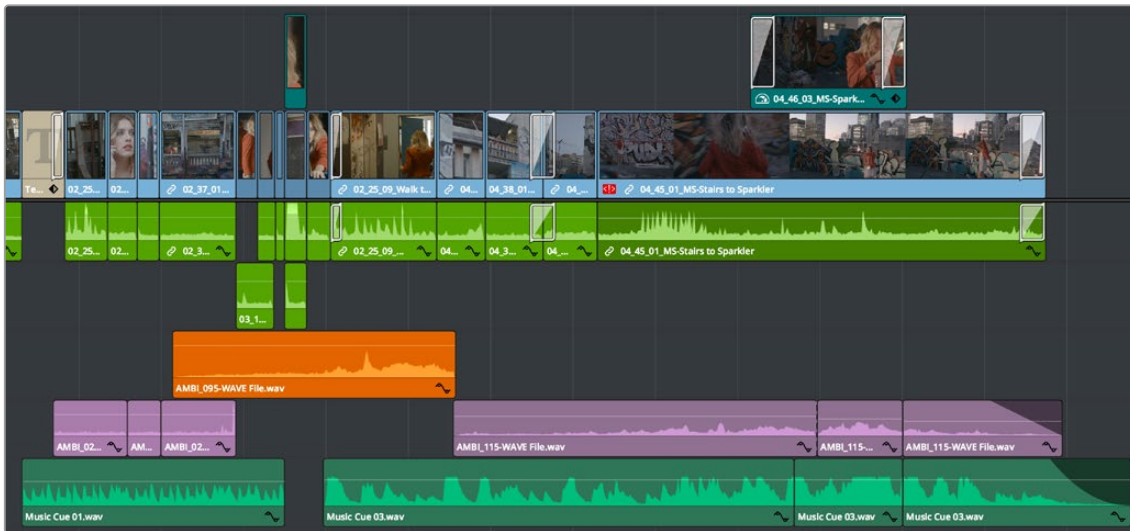 04_46_03_MS-Spark...
Te...
02_25...
02...
02_37_01...
02_25_09_Walk t...
04...
04_38_01...
04_...
04_45_01_MS-Stairs to Sparkler
02_25...
02...
02_3...
02_25_09_...
04...
04_3...
04_...
04_45_01_MS-Stairs to Sparkler
03_1...
AMBI_095-WAVE File.wav
AMBI_02...
AM...
AMBI_02...
AMBI_115-WAVE File.wav
AMBI_115-...
AMBI_115-WAVE File.wav
Music Cue 01.wav
Music Cue 03.wav
Music Cue 03.wav
Music Cue 03.wav